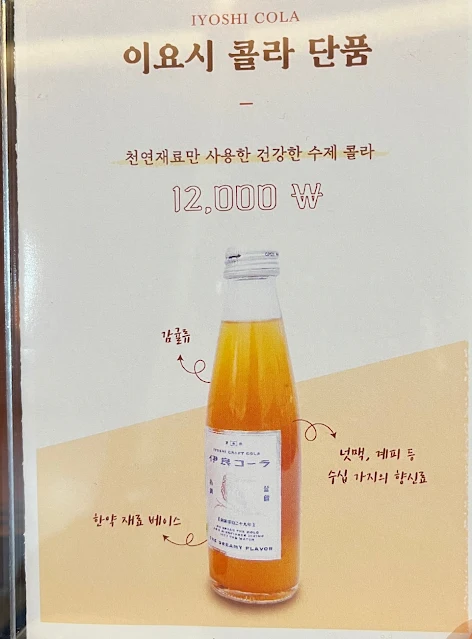 IYOSHI COLA
이요시 콜라 단품
천연재료만 사용한 건강한 수제 콜라
12,000 ₩
감귤류
넛맥, 계피 등
수십 가지의 향신료
한약 재료 베이스
IYOSHI CRAFT COLA
伊良コーラ
THE DREAMY FLAVOR